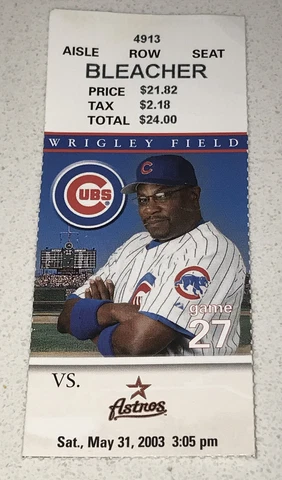 4913
AISLE ROW SEAT
BLEACHER
PRICE $21.82
TAX $2.18
TOTAL $24.00
WRIGLEY FIELD
C
CUBS
game
27
VS.
Astros
Sat., May 31, 2003 3:05 pm